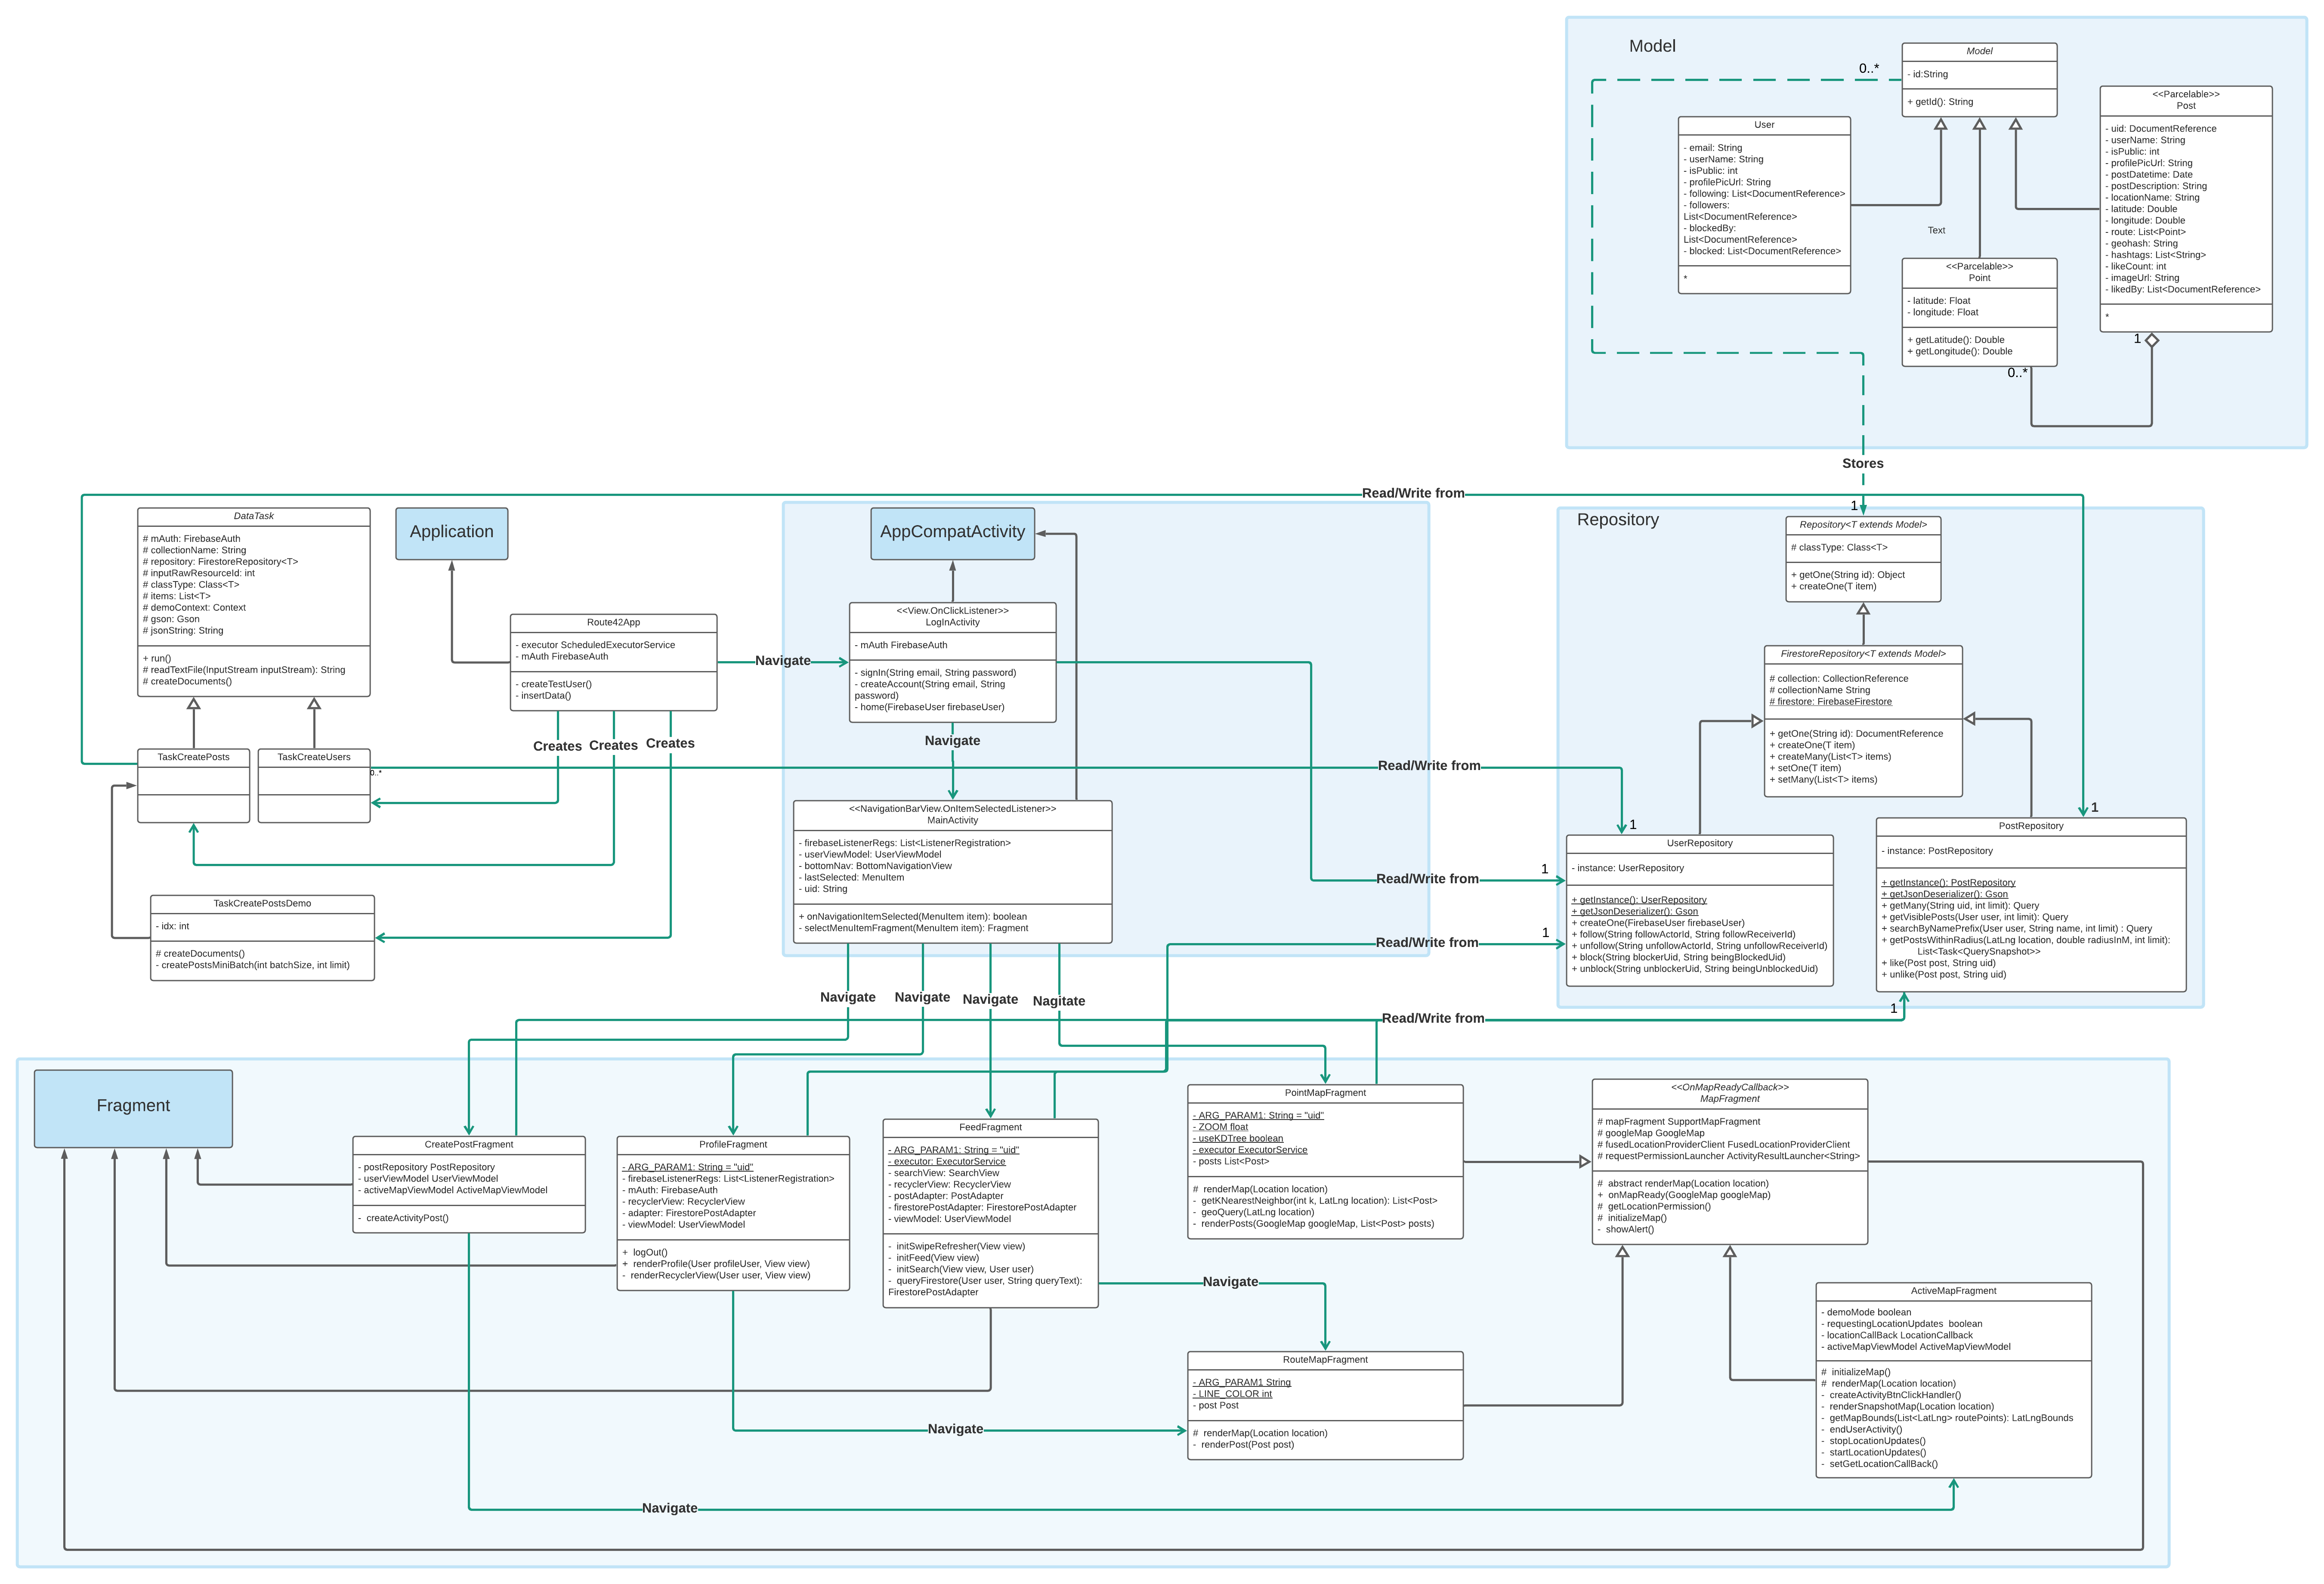 Model
0..*
Model
- id:String
+ getId(): String
<<Parcelable>>
Post
- uid: DocumentReference
- userName: String
- isPublic: int
- profilePicUrl: String
- postDatetime: Date
- postDescription: String
- locationName: String
- latitude: Double
- longitude: Double
- route: List<Point>
- geohash: String
- hashtags: List<String>
- likeCount: int
- imageUrl: String
- likedBy: List<DocumentReference>
*
User
- email: String
- userName: String
- isPublic: int
- profilePicUrl: String
- following: List<DocumentReference>
- followers:
List<DocumentReference>
- blockedBy:
List<DocumentReference>
- blocked: List<DocumentReference>
*
Text
<<Parcelable>>
Point
- latitude: Float
- longitude: Float
+ getLatitude(): Double
+ getLongitude(): Double
1
0..*
Stores
Read/Write from
1
DataTask
# mAuth: FirebaseAuth
# collectionName: String
# repository: FirestoreRepository<T>
# inputRawResourceId: int
# classType: Class<T>
# items: List<T>
# demoContext: Context
# gson: Gson
# jsonString: String
+ run()
# readTextFile(InputStream inputStream): String
# createDocuments()
Application
AppCompatActivity
Repository
Repository<T extends Model>
# classType: Class<T>
+ getOne(String id): Object
+ createOne(T item)
Route42App
- executor ScheduledExecutorService
- mAuth FirebaseAuth
- createTestUser()
- insertData()
Navigate
<<View.OnClickListener>>
LogInActivity
- mAuth FirebaseAuth
- signIn(String email, String password)
- createAccount(String email, String
password)
- home(FirebaseUser firebaseUser)
FirestoreRepository<T extends Model>
# collection: CollectionReference
# collectionName String
# firestore: FirebaseFirestore
+ getOne(String id): DocumentReference
+ createOne(T item)
+ createMany(List<T> items)
+ setOne(T item)
+ setMany(List<T> items)
Creates
Creates
Creates
Navigate
TaskCreatePosts
TaskCreateUsers
0..*
Read/Write from
1
1
<<NavigationBarView.OnItemSelectedListener>>
MainActivity
- firebaseListenerRegs: List<ListenerRegistration>
- userViewModel: UserViewModel
- bottomNav: BottomNavigationView
- lastSelected: MenuItem
- uid: String
+ onNavigationItemSelected(MenuItem item): boolean
- selectMenuItemFragment(MenuItem item): Fragment
UserRepository
- instance: UserRepository
+ getInstance(): UserRepository
+ getJsonDeserializer(): Gson
+ createOne(FirebaseUser firebaseUser)
+ follow(String followActorId, String followReceiverId)
+ unfollow(String unfollowActorId, String unfollowReceiverId)
+ block(String blockerUid, String beingBlockedUid)
+ unblock(String unblockerUid, String beingUnblockedUid)
PostRepository
- instance: PostRepository
+ getInstance(): PostRepository
+ getJsonDeserializer(): Gson
+ getMany(String uid, int limit): Query
+ getVisiblePosts(User user, int limit): Query
+ searchByNamePrefix(User user, String name, int limit) : Query
+ getPostsWithinRadius(LatLng location, double radiusInM, int limit):
List<Task<QuerySnapshot>>
+ like(Post post, String uid)
+ unlike(Post post, String uid)
Read/Write from
1
Read/Write from
1
TaskCreatePostsDemo
- idx: int
# createDocuments()
- createPostsMiniBatch(int batchSize, int limit)
Navigate
Navigate
Navigate
Nagitate
Read/Write from
1
Fragment
CreatePostFragment
- postRepository PostRepository
- userViewModel UserViewModel
- activeMapViewModel ActiveMapViewModel
-  createActivityPost()
ProfileFragment
- ARG_PARAM1: String = "uid"
- firebaseListenerRegs: List<ListenerRegistration>
- mAuth: FirebaseAuth
- recyclerView: RecyclerView
- adapter: FirestorePostAdapter
- viewModel: UserViewModel
+  logOut()
+  renderProfile(User profileUser, View view)
-  renderRecyclerView(User user, View view)
FeedFragment
- ARG_PARAM1: String = "uid"
- executor: ExecutorService
- searchView: SearchView
- recyclerView: RecyclerView
- postAdapter: PostAdapter
- firestorePostAdapter: FirestorePostAdapter
- viewModel: UserViewModel
-  initSwipeRefresher(View view)
-  initFeed(View view)
-  initSearch(View view, User user)
-  queryFirestore(User user, String queryText):
FirestorePostAdapter
PointMapFragment
- ARG_PARAM1: String = "uid"
- ZOOM float
- useKDTree boolean
- executor ExecutorService
- posts List<Post>
#  renderMap(Location location)
-  getKNearestNeighbor(int k, LatLng location): List<Post>
-  geoQuery(LatLng location)
-  renderPosts(GoogleMap googleMap, List<Post> posts)
<<OnMapReadyCallback>>
MapFragment
# mapFragment SupportMapFragment
# googleMap GoogleMap
# fusedLocationProviderClient FusedLocationProviderClient
# requestPermissionLauncher ActivityResultLauncher<String>
#  abstract renderMap(Location location)
+  onMapReady(GoogleMap googleMap)
#  getLocationPermission()
#  initializeMap()
-  showAlert()
Navigate
RouteMapFragment
- ARG_PARAM1 String
- LINE_COLOR int
- post Post
#  renderMap(Location location)
-  renderPost(Post post)
ActiveMapFragment
- demoMode boolean
- requestingLocationUpdates  boolean
- locationCallBack LocationCallback
- activeMapViewModel ActiveMapViewModel
#  initializeMap()
#  renderMap(Location location)
-  createActivityBtnClickHandler()
-  renderSnapshotMap(Location location)
-  getMapBounds(List<LatLng> routePoints): LatLngBounds
-  endUserActivity()
-  stopLocationUpdates()
-  startLocationUpdates()
-  setGetLocationCallBack()
Navigate
Navigate